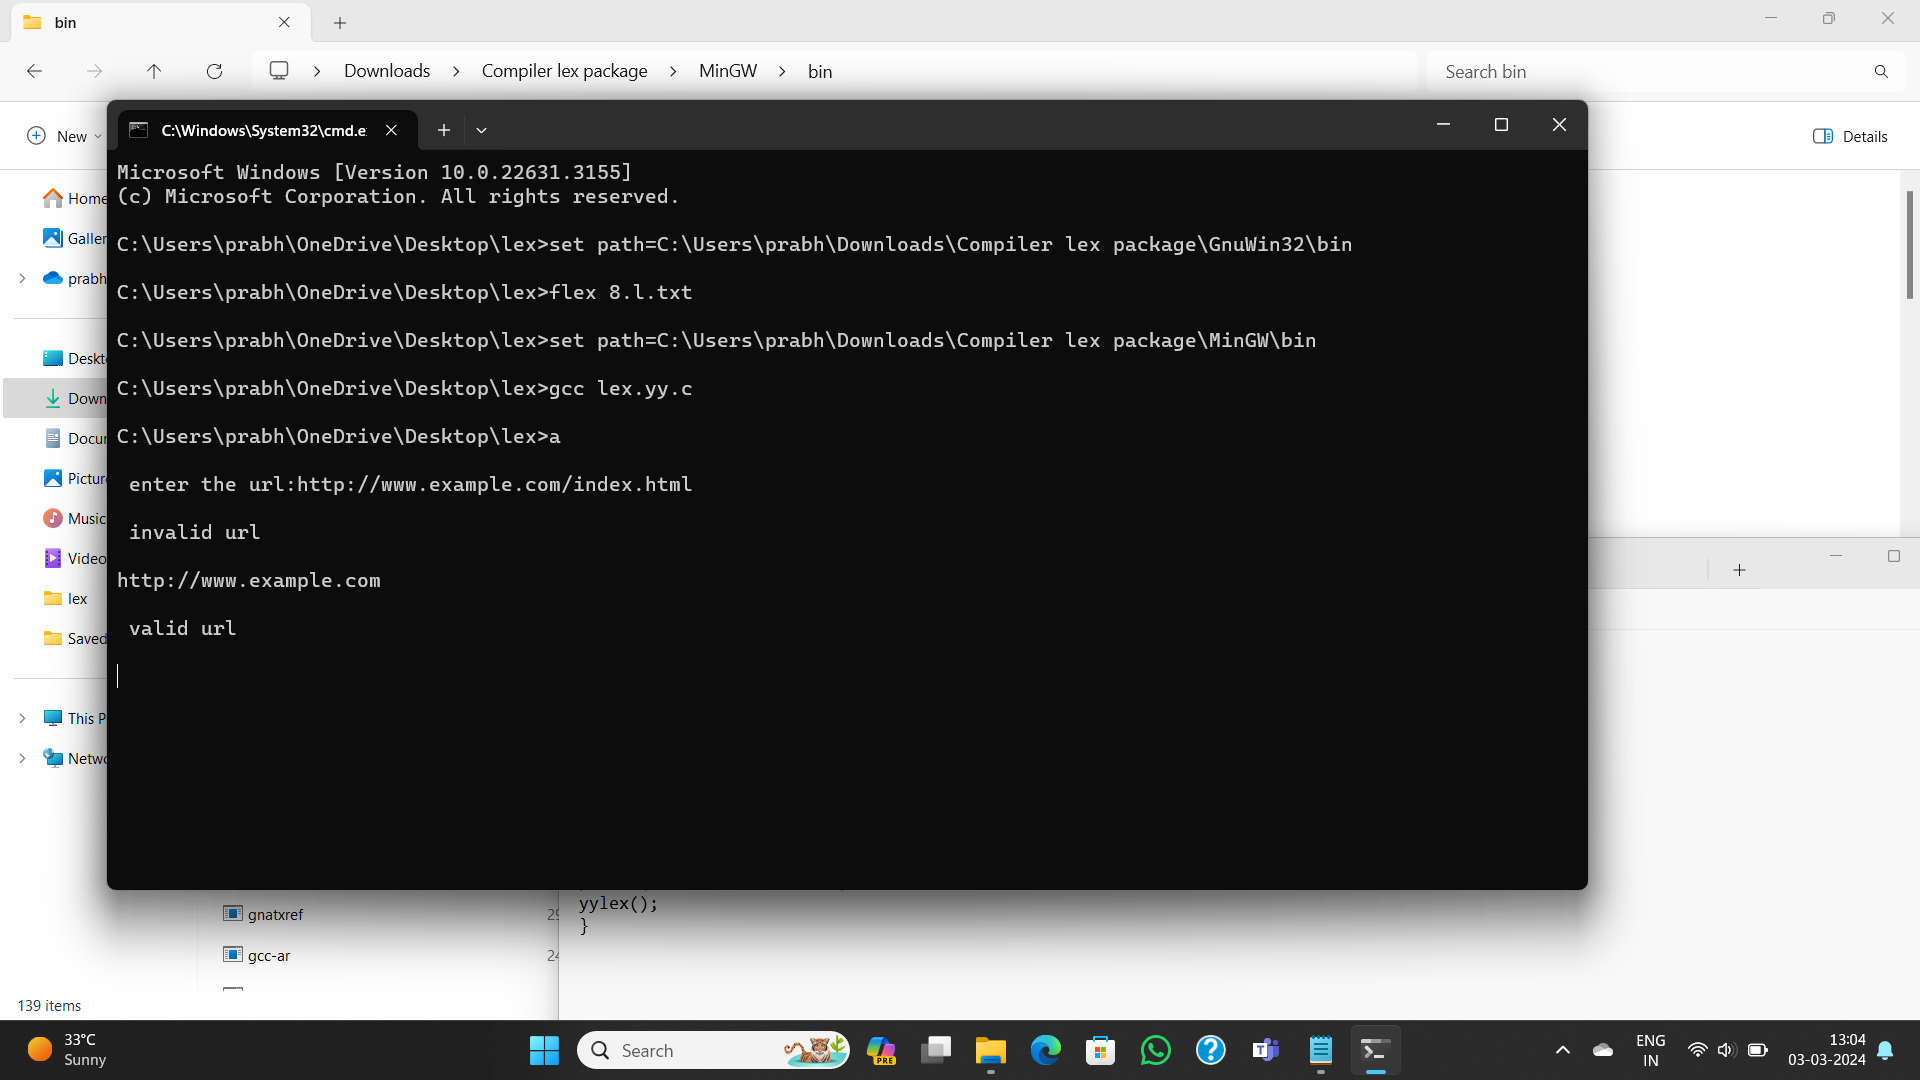 bin
Downloads > Compiler lex package > MinGW > bin
Search bin
New
Details
C:\Windows\System32\cmd.e
Microsoft Windows [Version 10.0.22631.3155]
(c) Microsoft Corporation. All rights reserved.
C:\Users\prabh\OneDrive\Desktop\lex>set path=C:\Users\prabh\Downloads\Compiler lex package\GnuWin32\bin
C:\Users\prabh\OneDrive\Desktop\lex>flex 8.l.txt
C:\Users\prabh\OneDrive\Desktop\lex>set path=C:\Users\prabh\Downloads\Compiler lex package\MinGW\bin
C:\Users\prabh\OneDrive\Desktop\lex>gcc lex.yy.c
C:\Users\prabh\OneDrive\Desktop\lex>a
enter the url:http://www.example.com/index.html
invalid url
http://www.example.com
valid url
Home
Galler
prabh
Deskt
Down
Docur
Pictur
Music
Video
lex
Saved
This P
Netwo
gnatxref
gcc-ar
yylex();
}
139 items
33°C
Sunny
Search
PRE
ENG
IN
13:04
03-03-2024